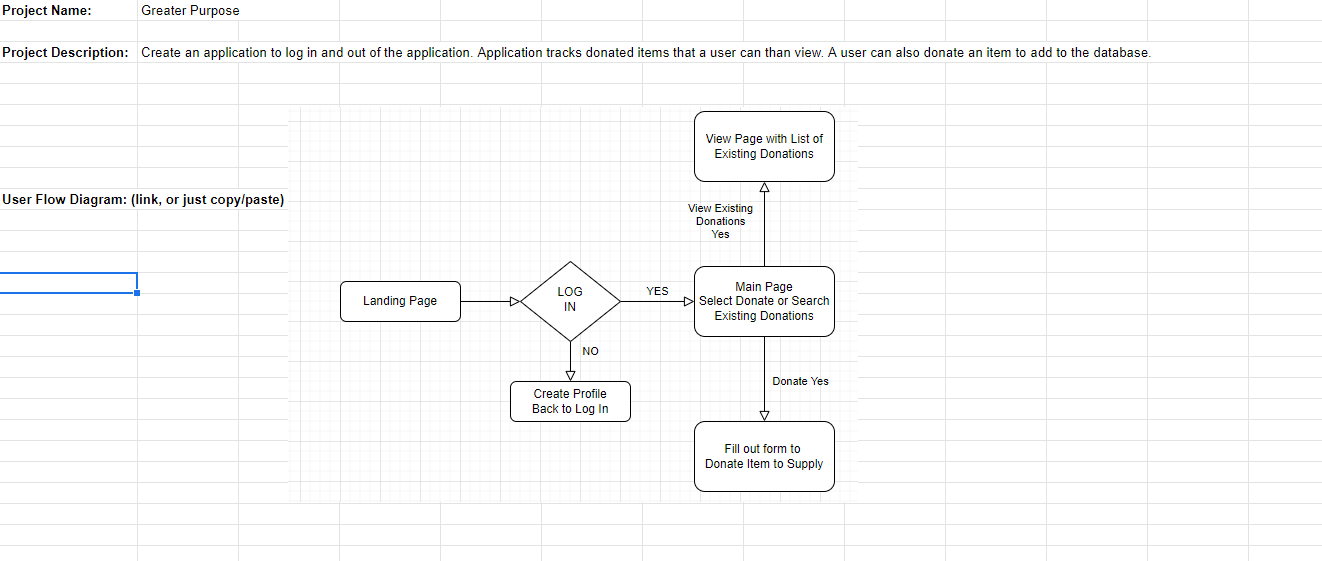 Project Name: Greater Purpose
Project Description: Create an application to log in and out of the application. Application tracks donated items that a user can than view. A user can also donate an item to add to the database.
View Page with List of
Existing Donations
User Flow Diagram: (link, or just copy/paste)
View Existing
Donations
Yes
Landing Page
LOG
IN
YES
Main Page
Select Donate or Search
Existing Donations
NO
Create Profile
Back to Log In
Donate Yes
Fill out form to
Donate Item to Supply